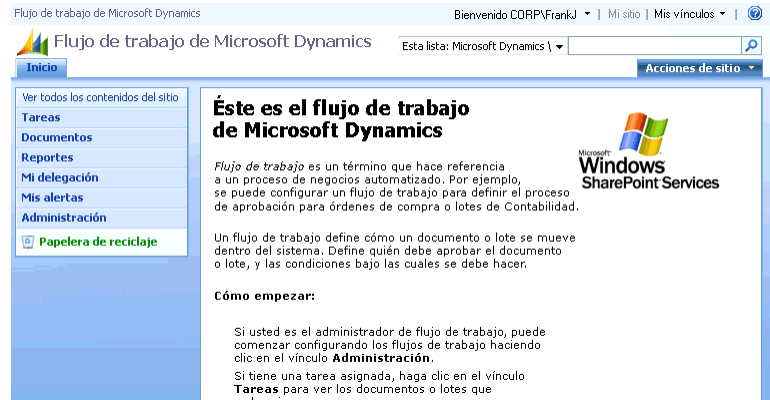 Flujo de trabajo de Microsoft Dynamics
Bienvenido CORP\FrankJ | Mi sitio | Mis vínculos |
Flujo de trabajo de Microsoft Dynamics
Esta lista: Microsoft Dynamics \
Inicio
Acciones de sitio
Ver todos los contenidos del sitio
Tareas
Documentos
Reportes
Mi delegación
Mis alertas
Administración
Papelera de reciclaje
Éste es el flujo de trabajo
de Microsoft Dynamics
Microsoft
Windows
SharePoint Services
Flujo de trabajo es un término que hace referencia
a un proceso de negocios automatizado. Por ejemplo,
se puede configurar un flujo de trabajo para definir el proceso
de aprobación para órdenes de compra o lotes de Contabilidad.
Un flujo de trabajo define cómo un documento o lote se mueve
dentro del sistema. Define quién debe aprobar el documento
o lote, y las condiciones bajo las cuales se debe hacer.
Cómo empezar:
Si usted es el administrador de flujo de trabajo, puede
comenzar configurando los flujos de trabajo haciendo
clic en el vínculo Administración.
Si tiene una tarea asignada, haga clic en el vínculo
Tareas para ver los documentos o lotes que